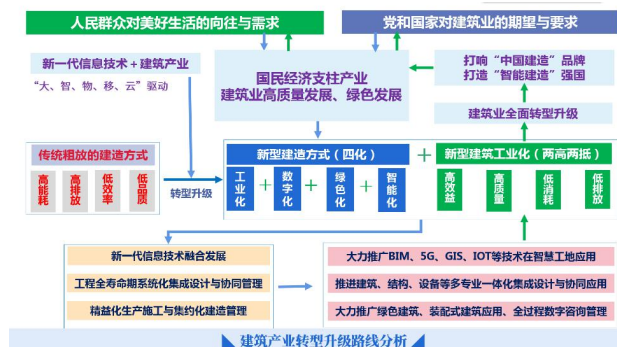 人民群众对美好生活的向往与需求
党和国家对建筑业的期望与要求
新一代信息技术＋建筑产业
“大、智、物、移、云”驱动
国民经济支柱产业
建筑业高质量发展、绿色发展
打响“中国建造”品牌
打造“智能建造”强国
建筑业全面转型升级
传统粗放的建造方式
高能耗
高排放
低效率
低品质
转型升级
新型建造方式（四化）
工业化
+
数字化
+
绿色化
+
智能化
+
新型建筑工业化（两高两抵）
高效益
高质量
低消耗
低排放
新一代信息技术融合发展
工程全寿命期系统化集成设计与协同管理
精益化生产施工与集约化建造管理
大力推广BIM、5G、GIS、IOT等技术在智慧工地应用
推进建筑、结构、设备等多专业一体化集成设计与协同应用
大力推广绿色建筑、装配式建筑应用、全过程数字咨询管理
建筑产业转型升级路线分析